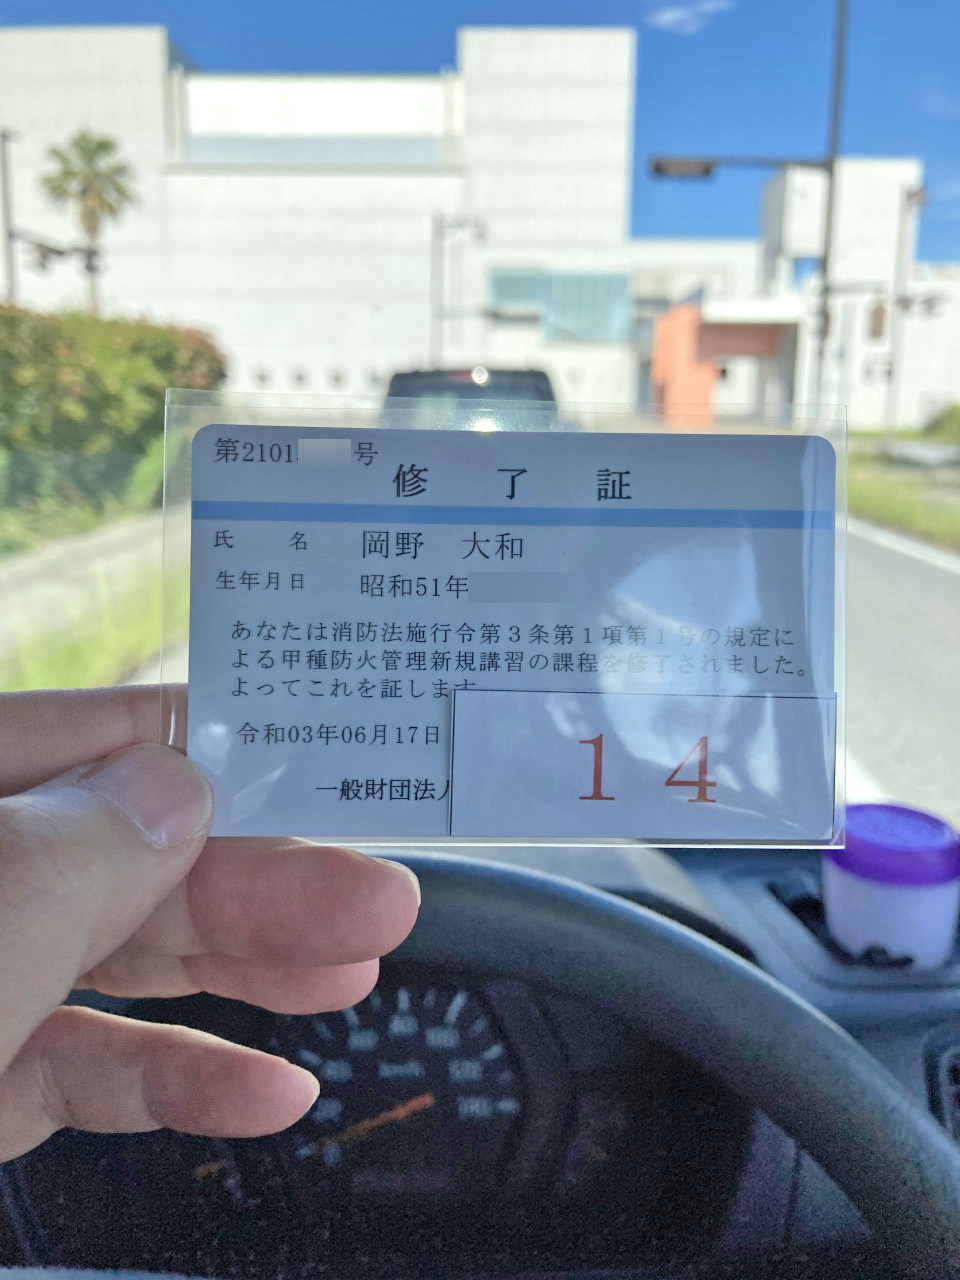 第2101 号
修了証
氏名 岡野 大和
生年月日 昭和51年
あなたは消防法施行令第3条第1項第1号の規定に
よる甲種防火管理新規講習の課程を修了されました。
よってこれを証します
令和03年06月17日
一般財団法人
14
km/h